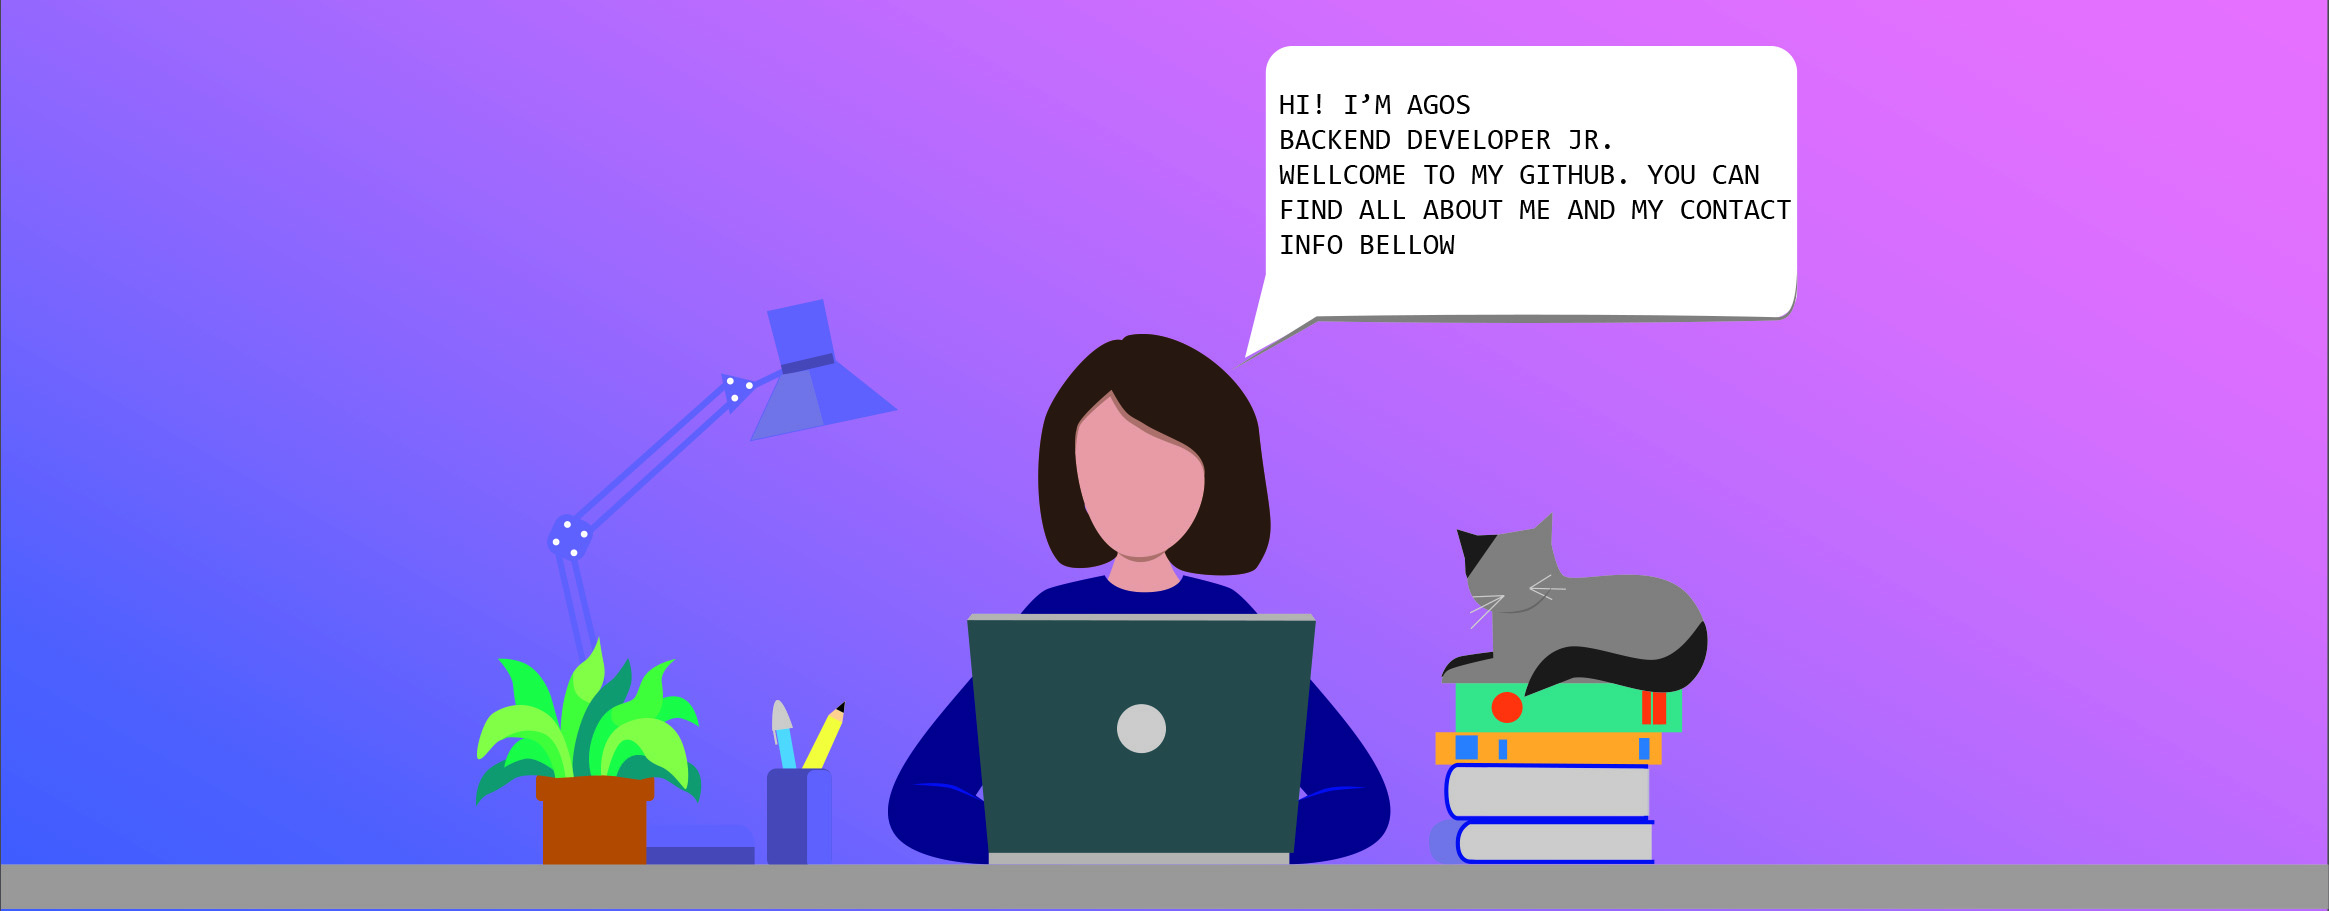 HI! I’M AGOS
BACKEND DEVELOPER JR.
WELLCOME TO MY GITHUB. YOU CAN
FIND ALL ABOUT ME AND MY CONTACT
INFO BELLOW